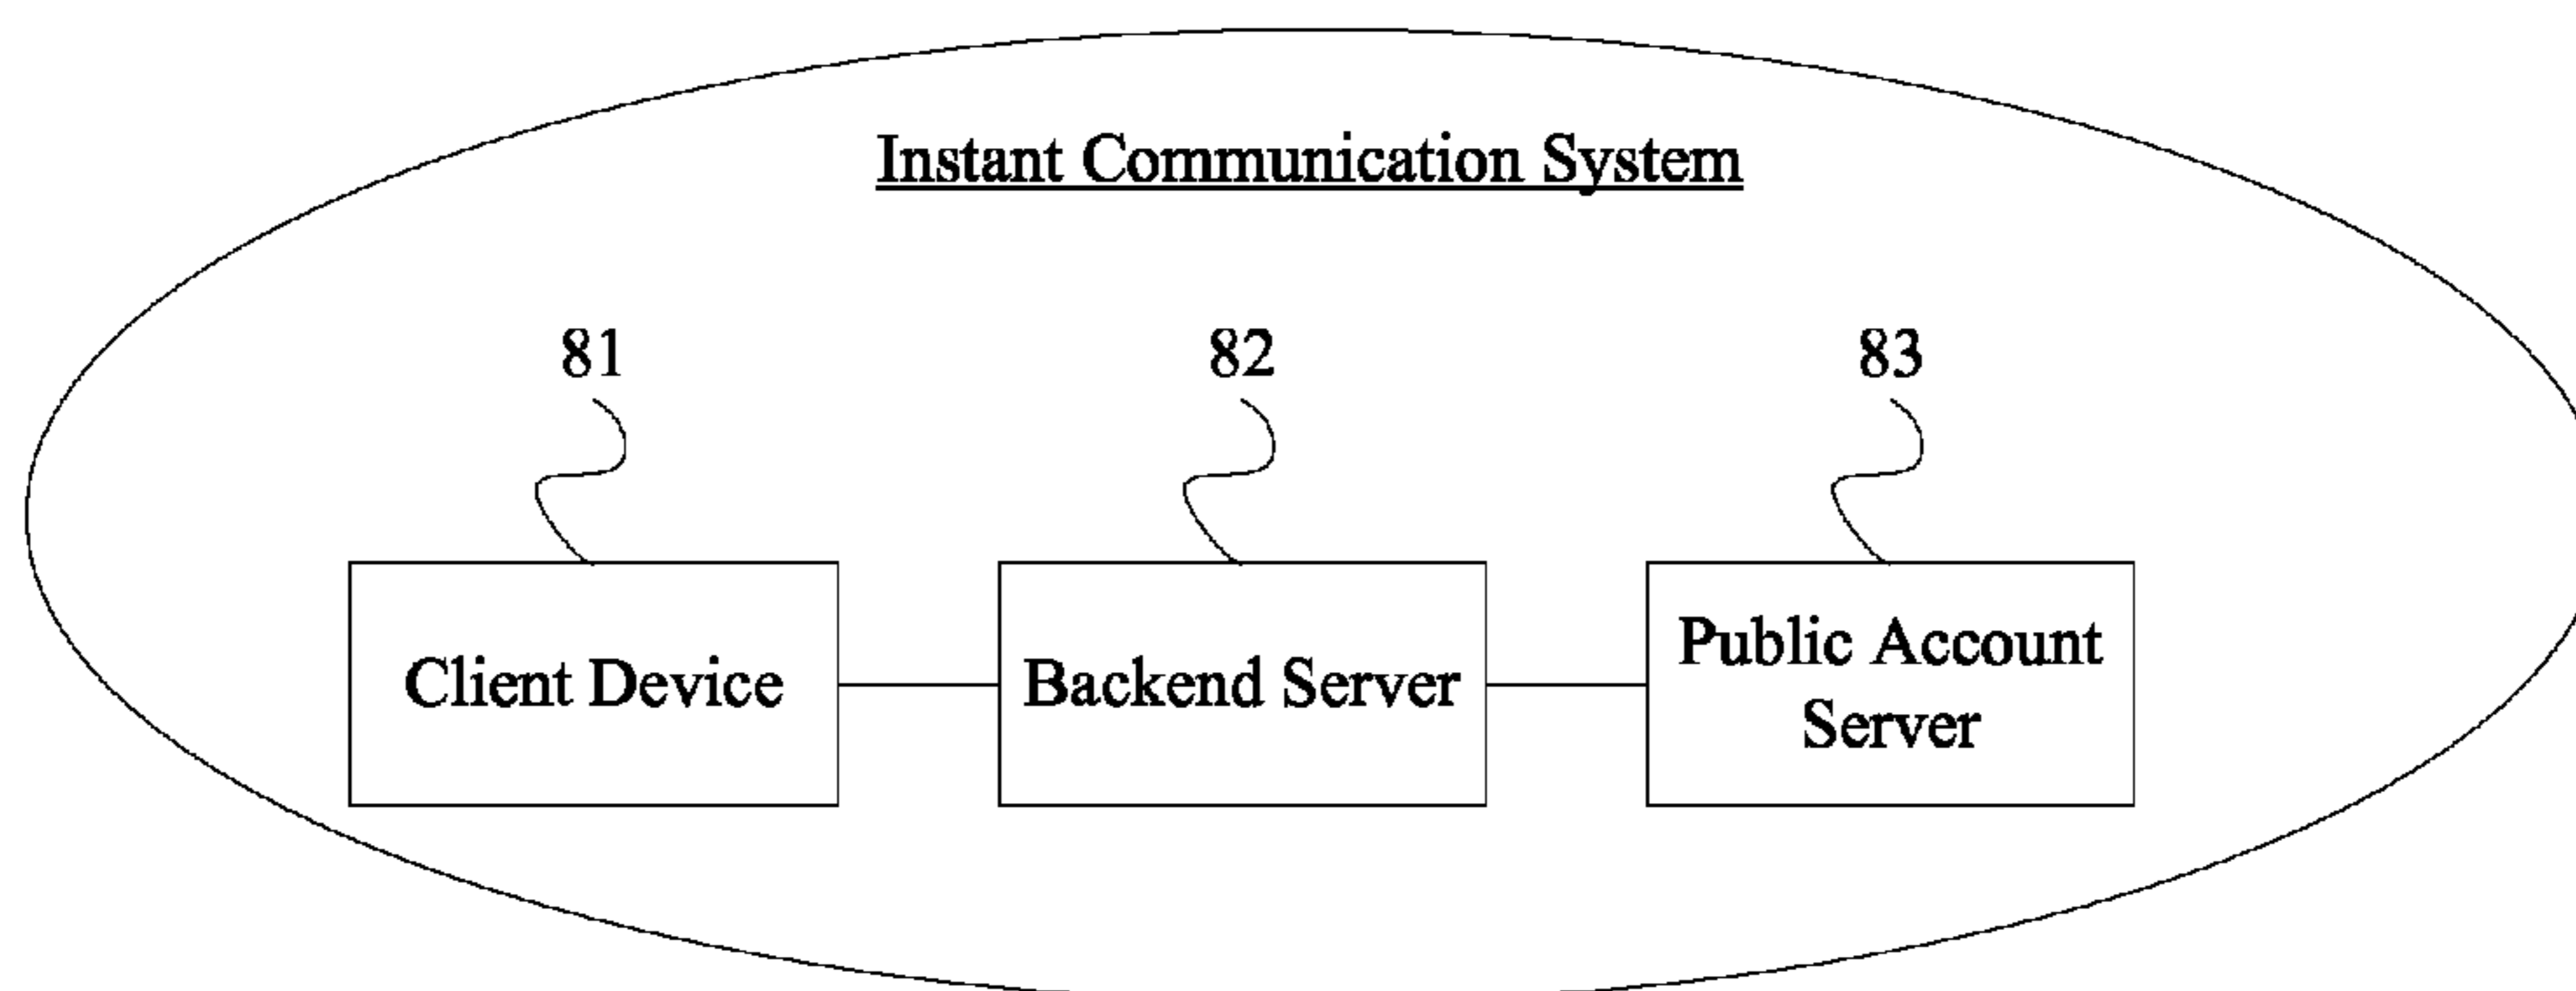 Instant Communication System
81
82
83
Client Device
Backend Server
Public Account
Server